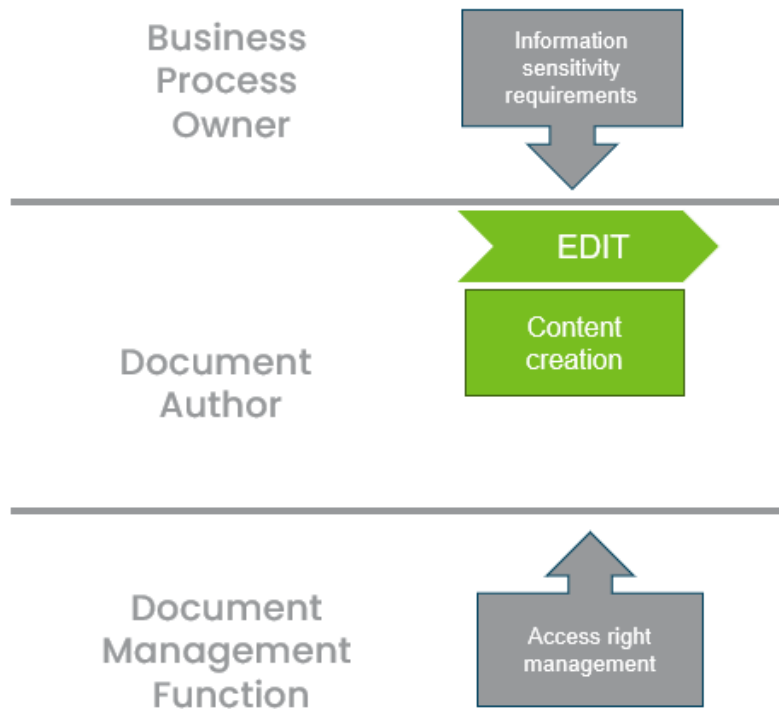 Business
Process
Owner
Information
sensitivity
requirements
EDIT
Content
creation
Document
Author
Document
Management
Function
Access right
management